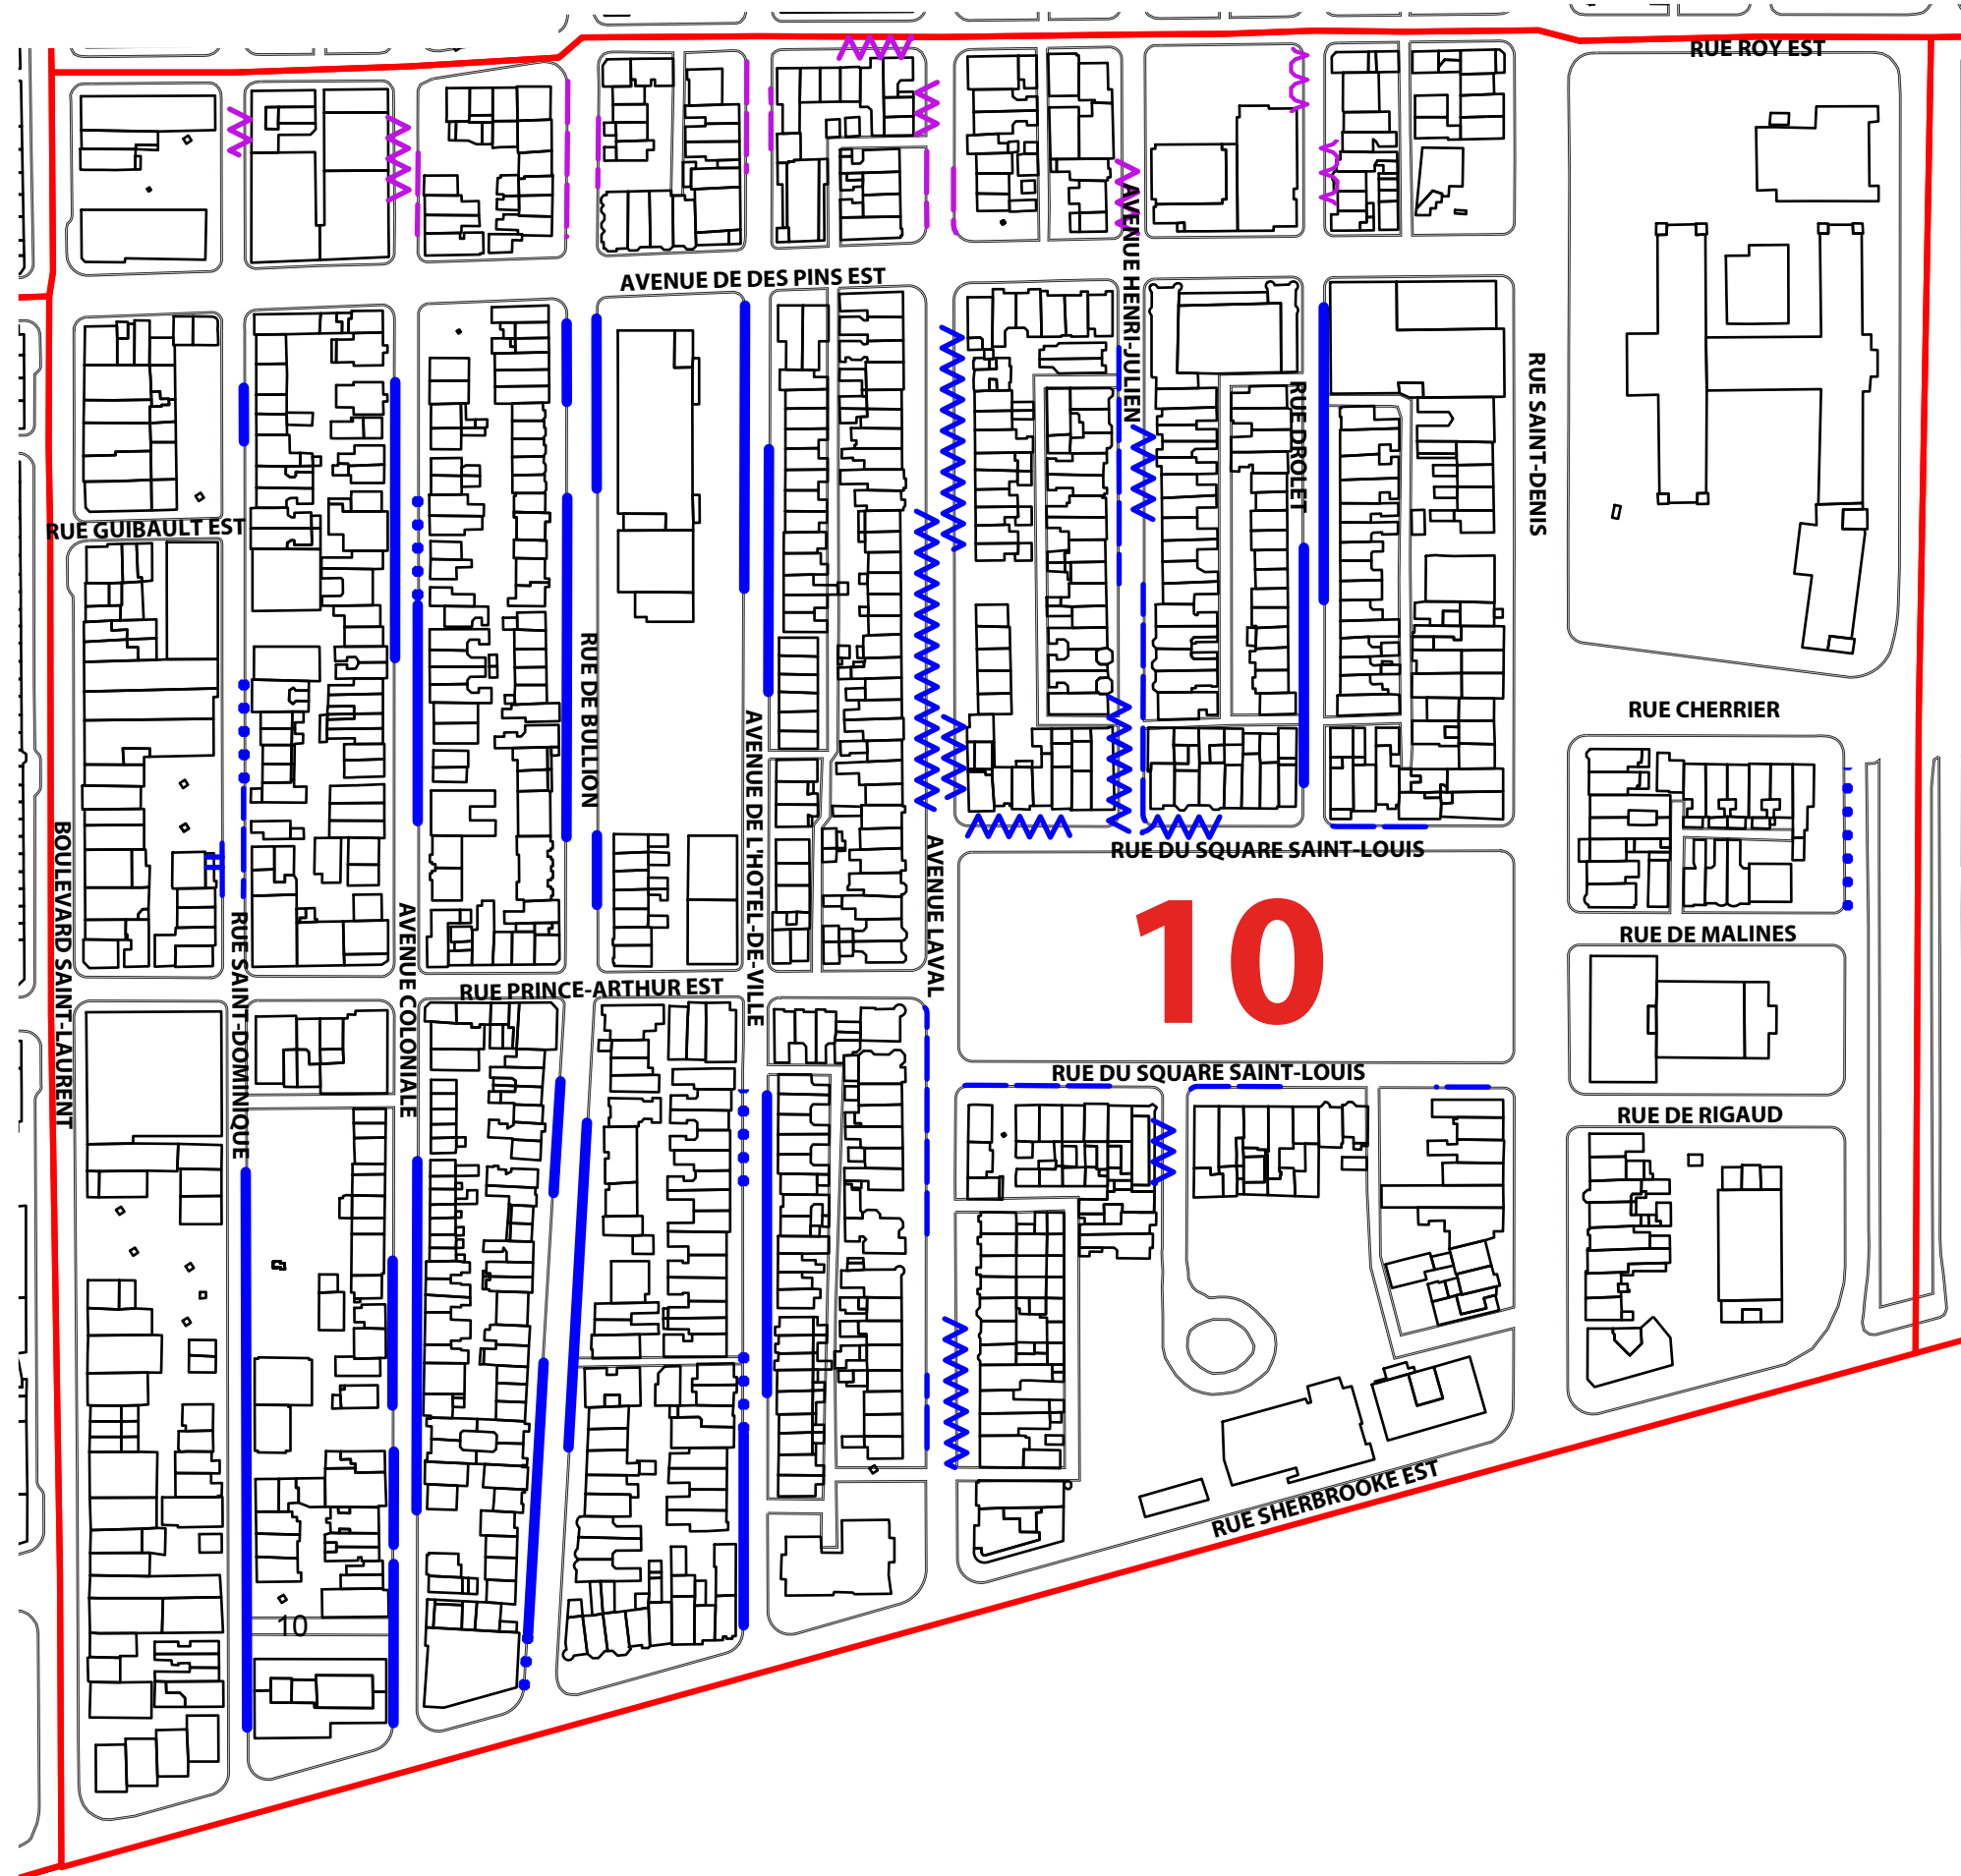 RUE ROY EST
AVENUE DE DES PINS EST
AVENUE HENRI-JULIEN
RUE DROLET
RUE SAINT-DENIS
RUE GUIBAULT EST
RUE DE BULLION
AVENUE DE L'HOTEL-DE-VILLE
RUE CHERRIER
BOULEVARD SAINT-LAURENT
RUE SAINT-DOMINIQUE
AVENUE COLONIALE
AVENUE LAVAL
RUE DU SQUARE SAINT-LOUIS
10
RUE DE MALINES
RUE PRINCE-ARTHUR EST
RUE DU SQUARE SAINT-LOUIS
RUE DE RIGAUD
RUE SHERBROOKE EST
10